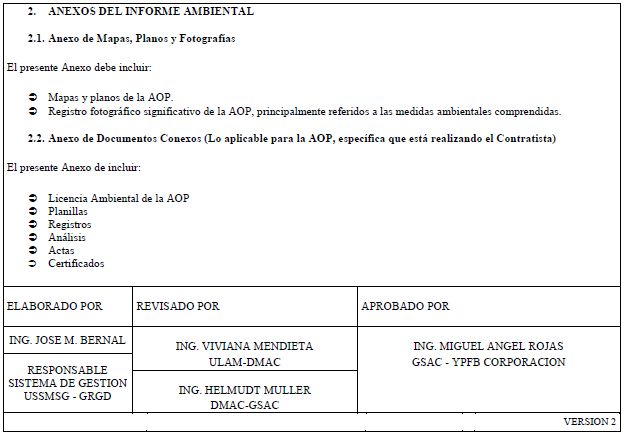 2. ANEXOS DEL INFORME AMBIENTAL
2.1. Anexo de Mapas, Planos y Fotografías
El presente Anexo debe incluir:
➲ Mapas y planos de la AOP.
➲ Registro fotográfico significativo de la AOP, principalmente referidos a las medidas ambientales comprendidas.
2.2. Anexo de Documentos Conexos (Lo aplicable para la AOP, específica que está realizando el Contratista)
El presente Anexo de incluir:
➲ Licencia Ambiental de la AOP
➲ Planillas
➲ Registros
➲ Análisis
➲ Actas
➲ Certificados
ELABORADO POR
REVISADO POR
APROBADO POR
ING. JOSE M. BERNAL
RESPONSABLE
SISTEMA DE GESTION
USSMSG - GRGD
ING. VIVIANA MENDIETA
ULAM-DMAC
ING. HELMUDT MULLER
DMAC-GSAC
ING. MIGUEL ANGEL ROJAS
GSAC - YPFB CORPORACION
VERSION 2